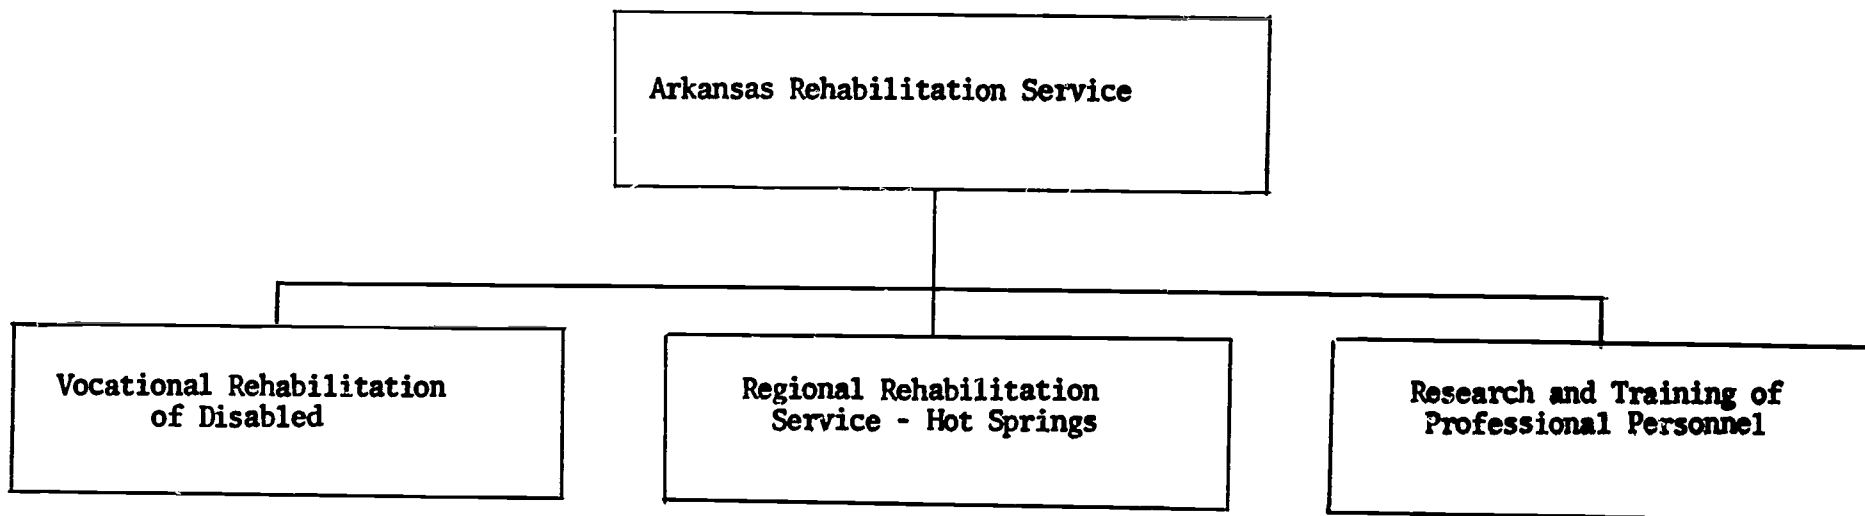 Arkansas Rehabilitation Service
Vocational Rehabilitation
of Disabled
Regional Rehabilitation
Service - Hot Springs
Research and Training of
Professional Personnel